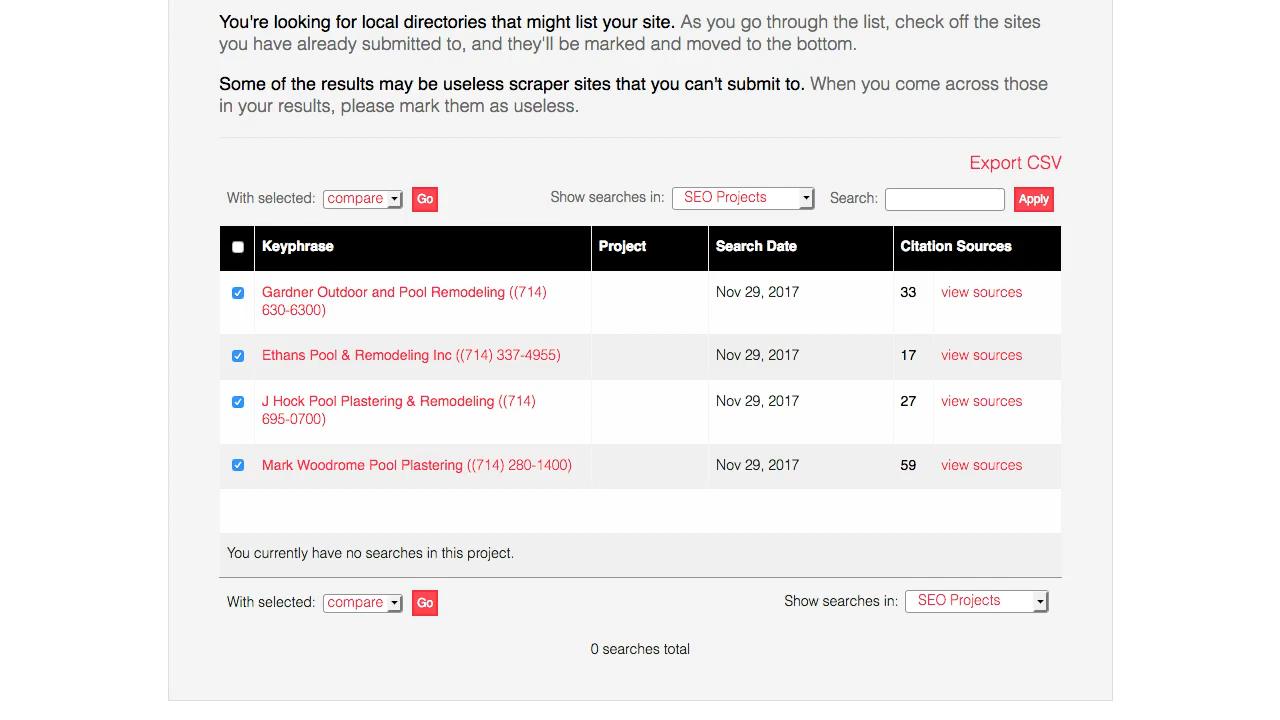 You're looking for local directories that might list your site. As you go through the list, check off the sites
you have already submitted to, and they'll be marked and moved to the bottom.
Some of the results may be useless scraper sites that you can't submit to. When you come across those
in your results, please mark them as useless.
Export CSV
With selected: compare Go Show searches in: SEO Projects Search: Apply
Keyphrase Project Search Date Citation Sources
Gardner Outdoor and Pool Remodeling ((714) Nov 29, 2017 33 view sources
630-6300)
Ethans Pool & Remodeling Inc ((714) 337-4955) Nov 29, 2017 17 view sources
J Hock Pool Plastering & Remodeling ((714) Nov 29, 2017 27 view sources
695-0700)
Mark Woodrome Pool Plastering ((714) 280-1400) Nov 29, 2017 59 view sources
You currently have no searches in this project.
With selected: compare Go Show searches in: SEO Projects
0 searches total